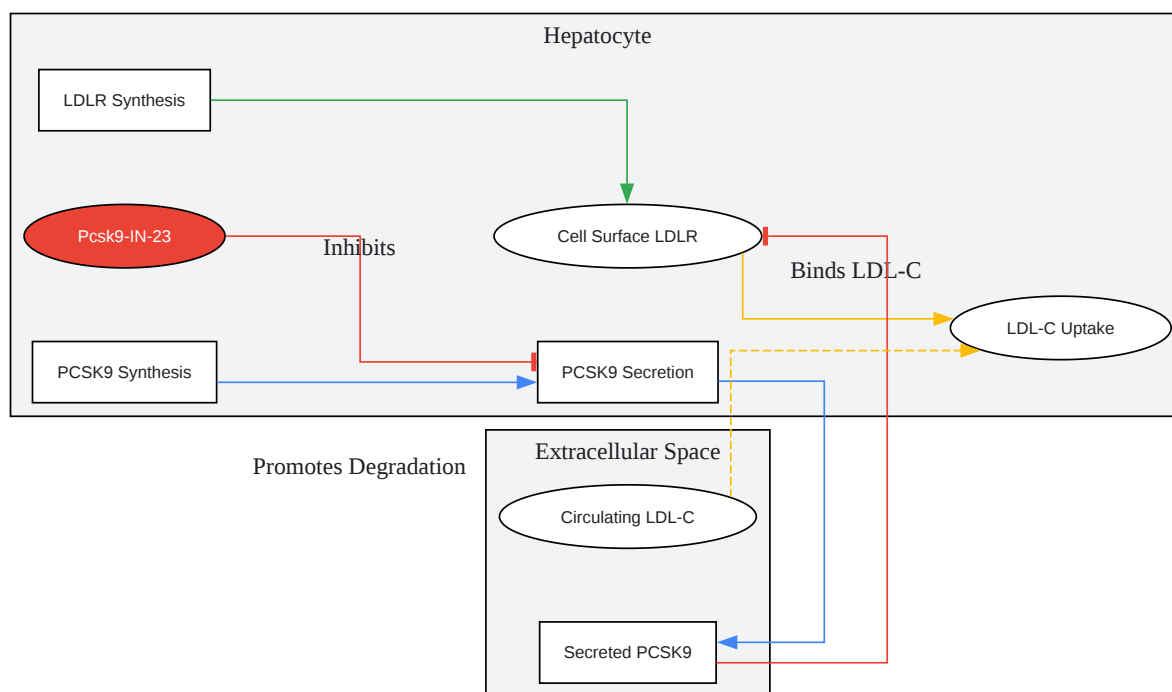 Hepatocyte
LDLR Synthesis
Pcsk9-IN-23
Inhibits
Cell Surface LDLR
Binds LDL-C
LDL-C Uptake
PCSK9 Synthesis
PCSK9 Secretion
Promotes Degradation
Extracellular Space
Circulating LDL-C
Secreted PCSK9